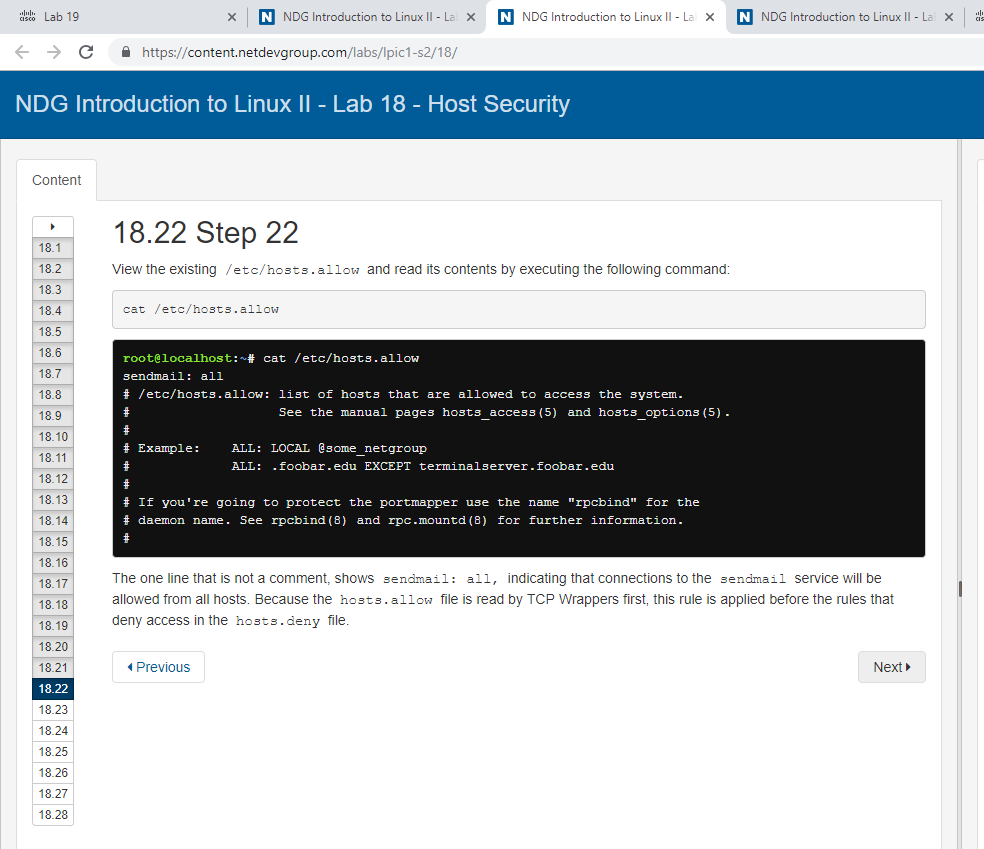 Lab 19
NDG Introduction to Linux II - La
NDG Introduction to Linux II - La
NDG Introduction to Linux II - La
https://content.netdevgroup.com/labs/lpic1-s2/18/
NDG Introduction to Linux II - Lab 18 - Host Security
Content
18.1
18.2
18.3
18.4
18.5
18.6
18.7
18.8
18.9
18.10
18.11
18.12
18.13
18.14
18.15
18.16
18.17
18.18
18.19
18.20
18.21
18.22
18.23
18.24
18.25
18.26
18.27
18.28
18.22 Step 22
View the existing /etc/hosts.allow and read its contents by executing the following command:
cat /etc/hosts.allow
root@localhost:~# cat /etc/hosts.allow
sendmail: all
# /etc/hosts.allow: list of hosts that are allowed to access the system.
#                   See the manual pages hosts_access(5) and hosts_options(5).
#
# Example:    ALL: LOCAL @some_netgroup
#             ALL: .foobar.edu EXCEPT terminalserver.foobar.edu
#
# If you're going to protect the portmapper use the name "rpcbind" for the
# daemon name. See rpcbind(8) and rpc.mountd(8) for further information.
#
The one line that is not a comment, shows sendmail: all, indicating that connections to the sendmail service will be
allowed from all hosts. Because the hosts.allow file is read by TCP Wrappers first, this rule is applied before the rules that
deny access in the hosts.deny file.
Previous
Next